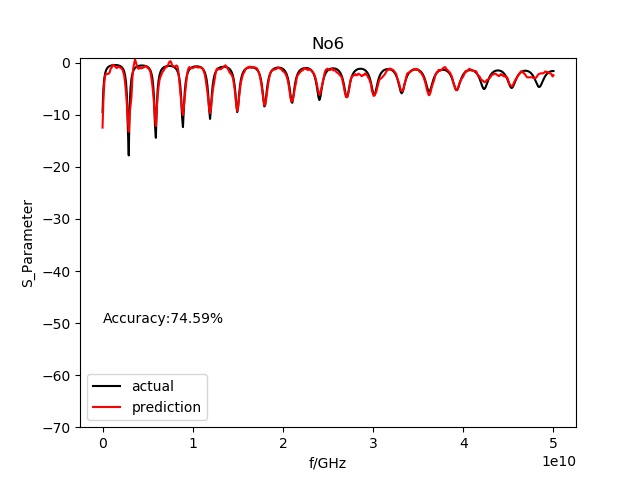 No6
0
−10
−20
−30
−40
−50
−60
−70
S_Parameter
Accuracy:74.59%
actual
prediction
0 1 2 3 4 5
1e10
f/GHz